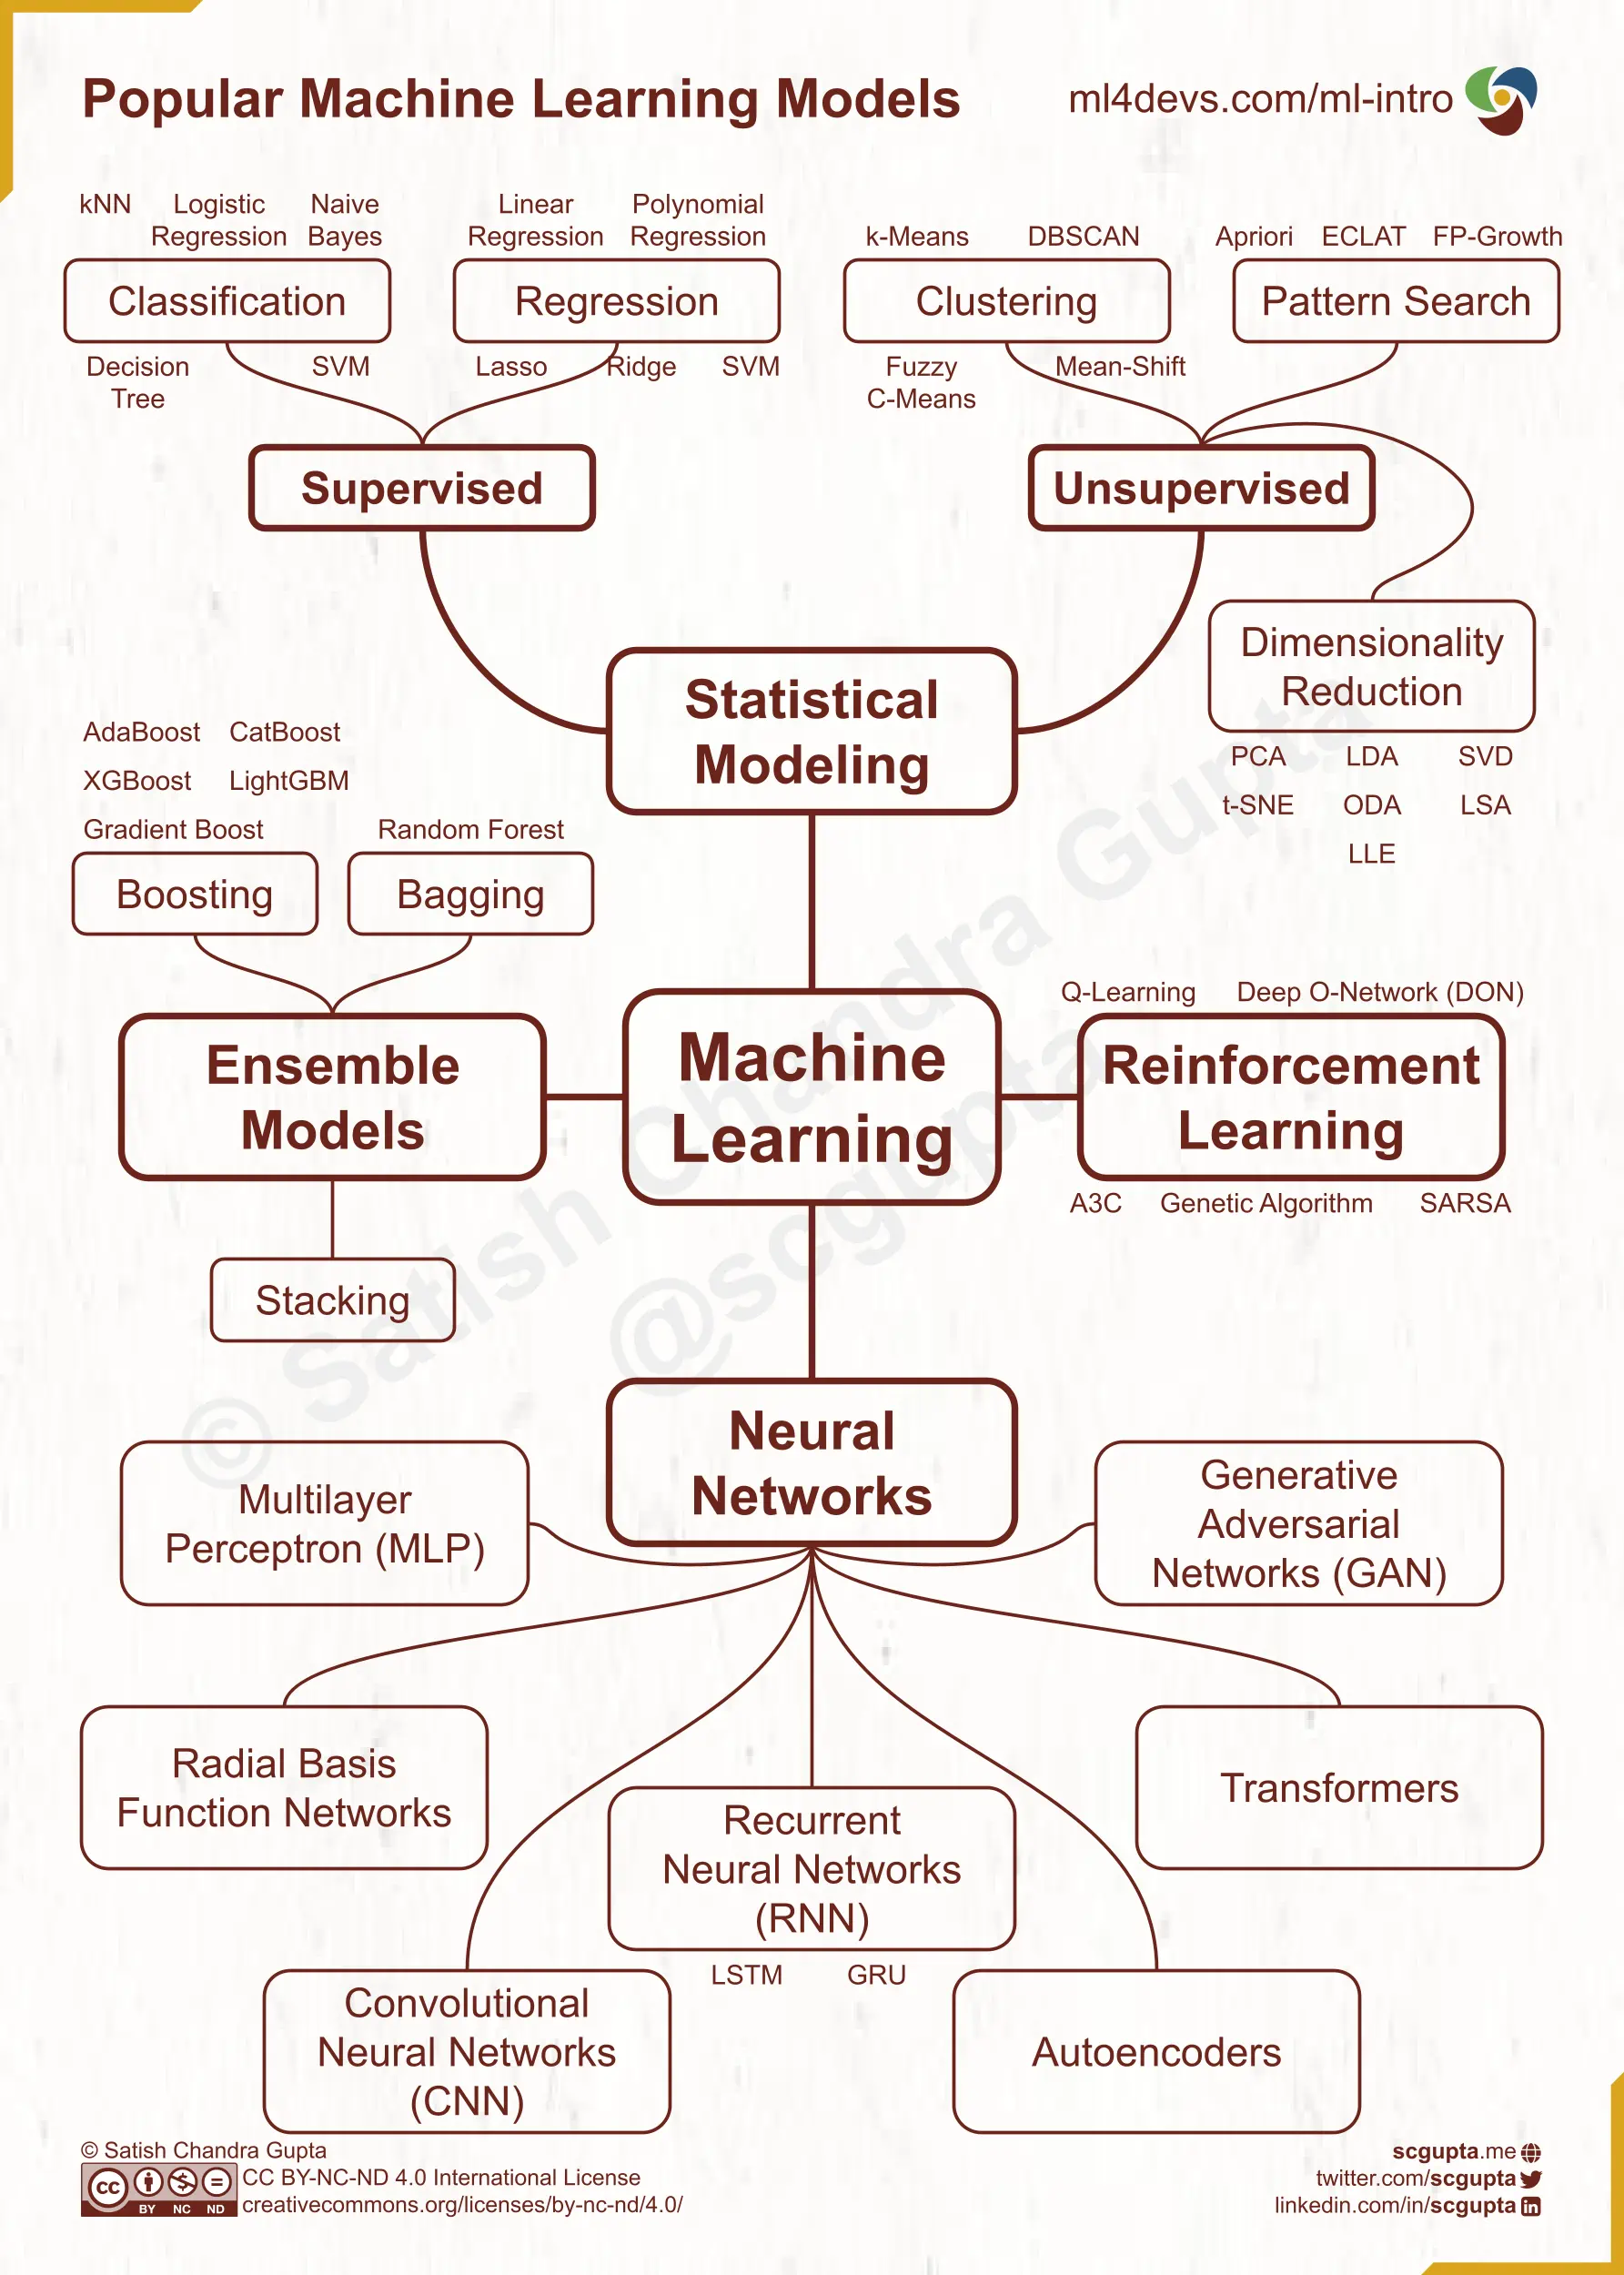 Popular Machine Learning Models
ml4devs.com/ml-intro
kNN
Logistic
Regression
Naive
Bayes
Classification
Decision
Tree
SVM
Linear
Regression
Polynomial
Regression
Regression
Lasso
Ridge
SVM
k-Means
DBSCAN
Clustering
Fuzzy
C-Means
Mean-Shift
Apriori
ECLAT
FP-Growth
Pattern Search
Supervised
Unsupervised
Statistical
Modeling
Dimensionality
Reduction
PCA
LDA
SVD
t-SNE
ODA
LSA
LLE
AdaBoost
CatBoost
XGBoost
LightGBM
Gradient Boost
Boosting
Random Forest
Bagging
Ensemble
Models
Stacking
Machine
Learning
Q-Learning
Deep O-Network (DON)
Reinforcement
Learning
A3C
Genetic Algorithm
SARSA
© Satish Chandra Gupta
@scgupta
Neural
Networks
Multilayer
Perceptron (MLP)
Generative
Adversarial
Networks (GAN)
Radial Basis
Function Networks
Recurrent
Neural Networks
(RNN)
LSTM
GRU
Transformers
Convolutional
Neural Networks
(CNN)
Autoencoders
© Satish Chandra Gupta
cc
BY NC ND
CC BY-NC-ND 4.0 International License
creativecommons.org/licenses/by-nc-nd/4.0/
scgupta.me
twitter.com/scgupta
linkedin.com/in/scgupta
in